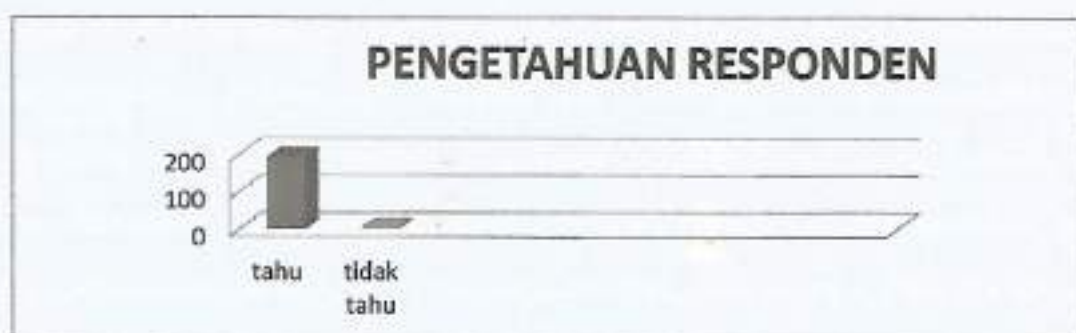 PENGETAHUAN RESPONDEN
200
100
0
tahu
tidak
tahu